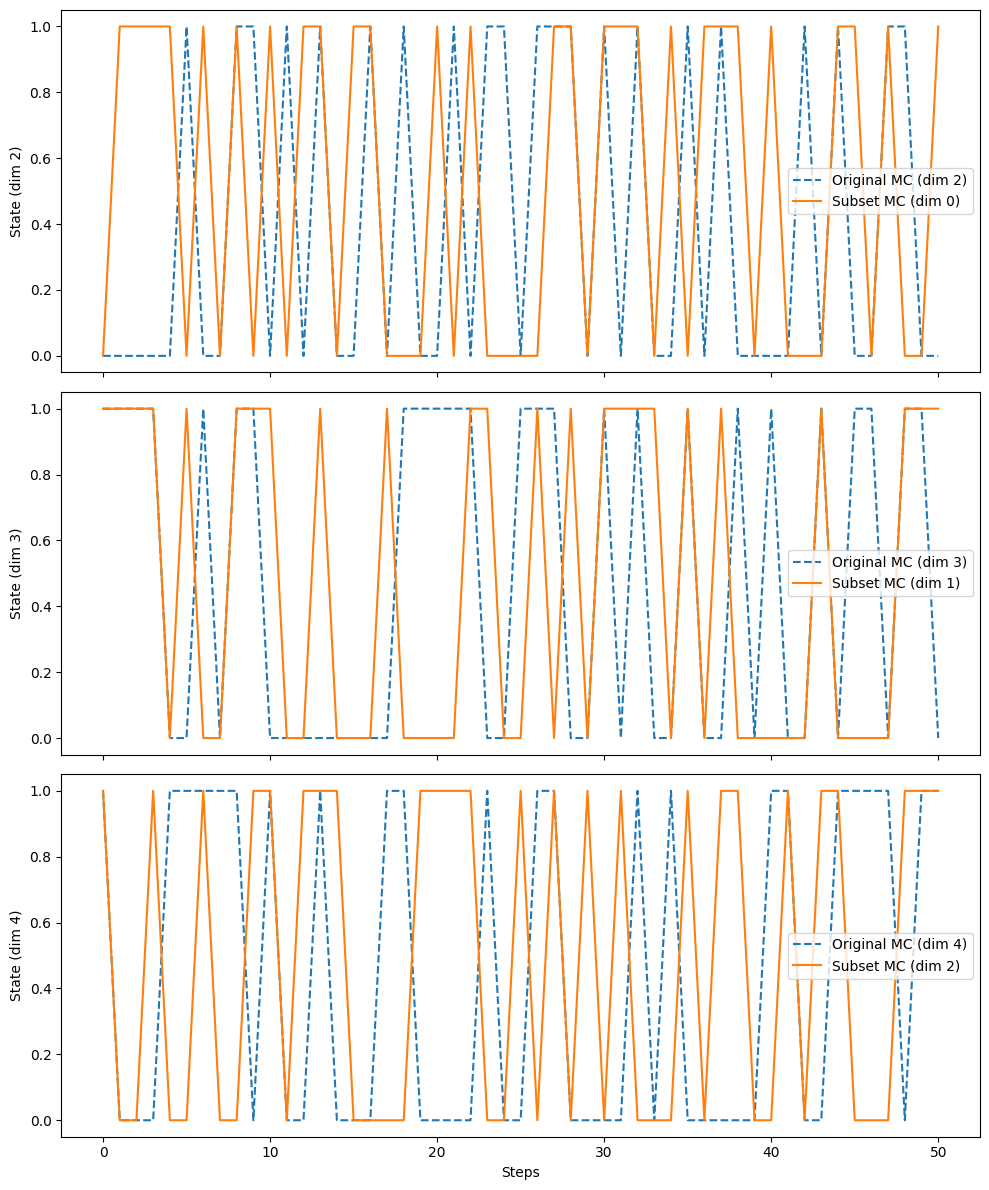 1.0
0.8
0.6
0.4
0.2
0.0
State (dim 2)
Original MC (dim 2)
Subset MC (dim 0)
1.0
0.8
0.6
0.4
0.2
0.0
State (dim 3)
Original MC (dim 3)
Subset MC (dim 1)
1.0
0.8
0.6
0.4
0.2
0.0
State (dim 4)
Original MC (dim 4)
Subset MC (dim 2)
0 10 20 30 40 50
Steps